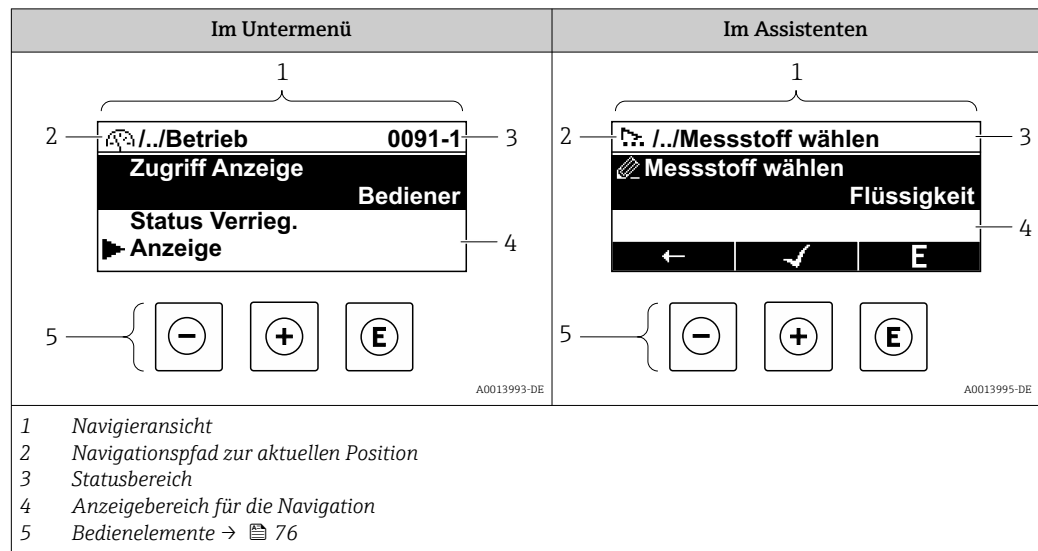 Im Untermenü
Im Assistenten
1
2
/../Betrieb 0091-1
3
Zugriff Anzeige
Bediener
Status Verrieg.
Anzeige
4
5
E
A0013993-DE
1
2
/../Messstoff wählen
3
Messstoff wählen
Flüssigkeit
4
E
5
E
A0013995-DE
1 Navigieransicht
2 Navigationspfad zur aktuellen Position
3 Statusbereich
4 Anzeigebereich für die Navigation
5 Bedienelemente → 76